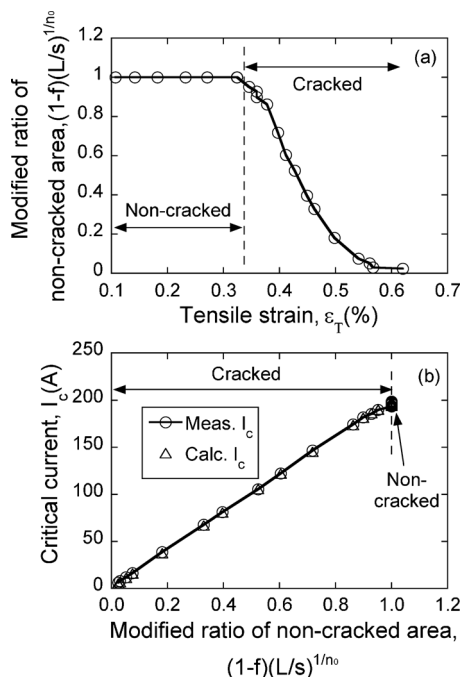 Modified ratio of
non-cracked area,(1-f)(L/s)^{1/n₀}
1.2
1
0.8
0.6
0.4
0.2
0
(a)
Cracked
Non-cracked
0.1 0.2 0.3 0.4 0.5 0.6 0.7
Tensile strain, ε_T(%)
Critical current, I_c(A)
250
200
150
100
50
0
(b)
Cracked
Meas. I_c
Calc. I_c
Non-
cracked
0.0 0.2 0.4 0.6 0.8 1.0 1.2
Modified ratio of non-cracked area,
(1-f)(L/s)^{1/n₀}